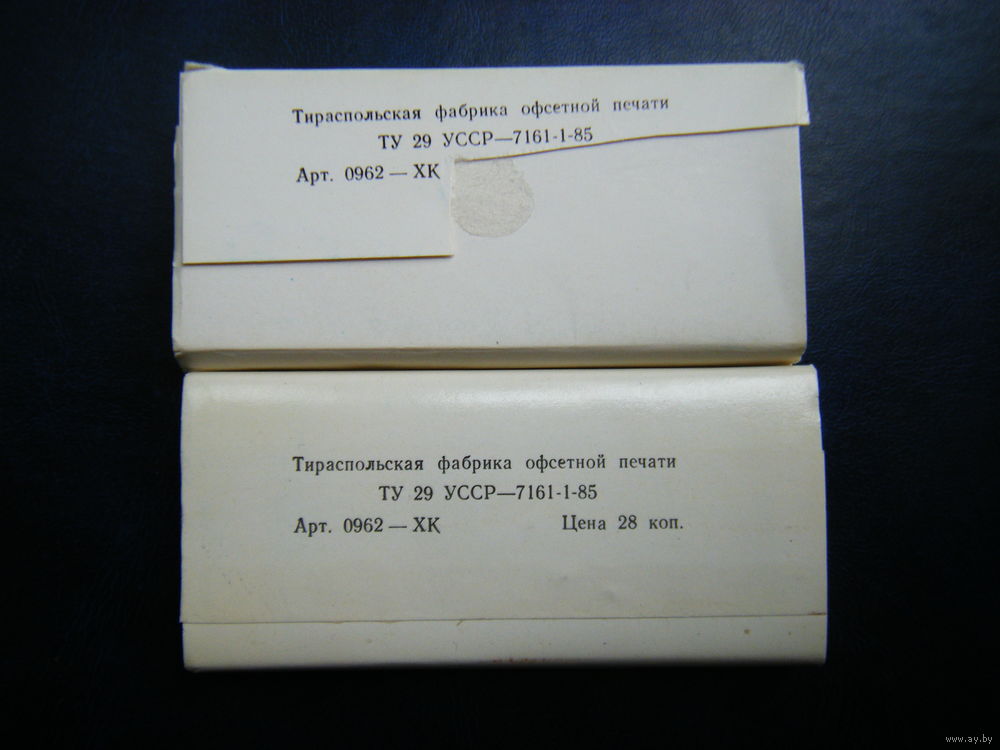 Тираспольская фабрика офсетной печати
ТУ 29 УССР—7161-1-85
Арт. 0962 — ХК
Тираспольская фабрика офсетной печати
ТУ 29 УССР—7161-1-85
Арт. 0962 — ХК Цена 28 коп.
www.ay.by